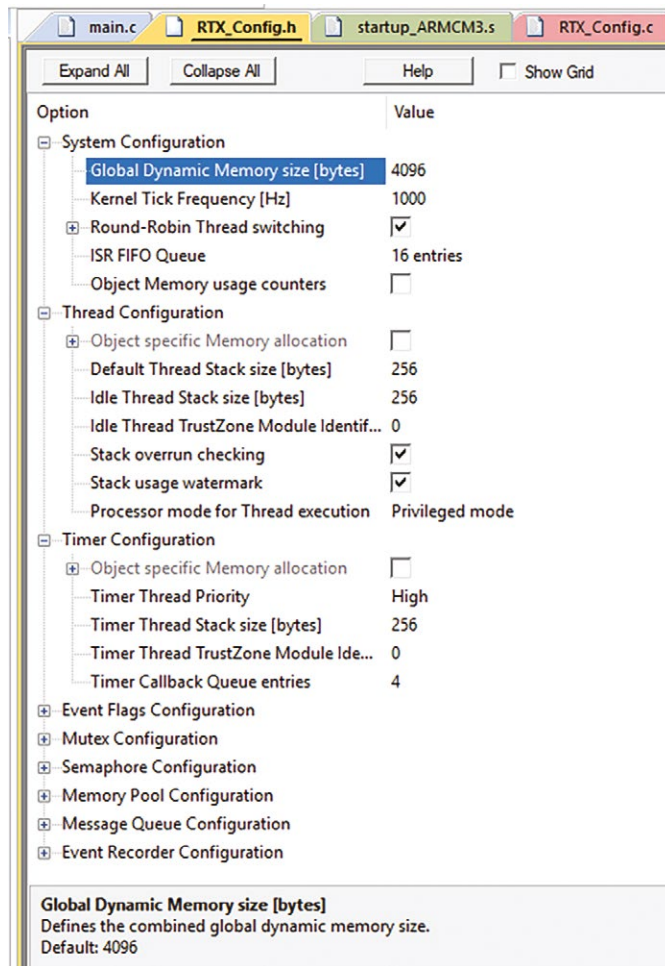 main.c RTX_Config.h startup_ARMCM3.s RTX_Config.c
Expand All Collapse All Help Show Grid
Option Value
System Configuration
Global Dynamic Memory size [bytes] 4096
Kernel Tick Frequency [Hz] 1000
Round-Robin Thread switching
ISR FIFO Queue 16 entries
Object Memory usage counters
Thread Configuration
Object specific Memory allocation
Default Thread Stack size [bytes] 256
Idle Thread Stack size [bytes] 256
Idle Thread TrustZone Module Identif... 0
Stack overrun checking
Stack usage watermark
Processor mode for Thread execution Privileged mode
Timer Configuration
Object specific Memory allocation
Timer Thread Priority High
Timer Thread Stack size [bytes] 256
Timer Thread TrustZone Module Ide... 0
Timer Callback Queue entries 4
Event Flags Configuration
Mutex Configuration
Semaphore Configuration
Memory Pool Configuration
Message Queue Configuration
Event Recorder Configuration
Global Dynamic Memory size [bytes]
Defines the combined global dynamic memory size.
Default: 4096